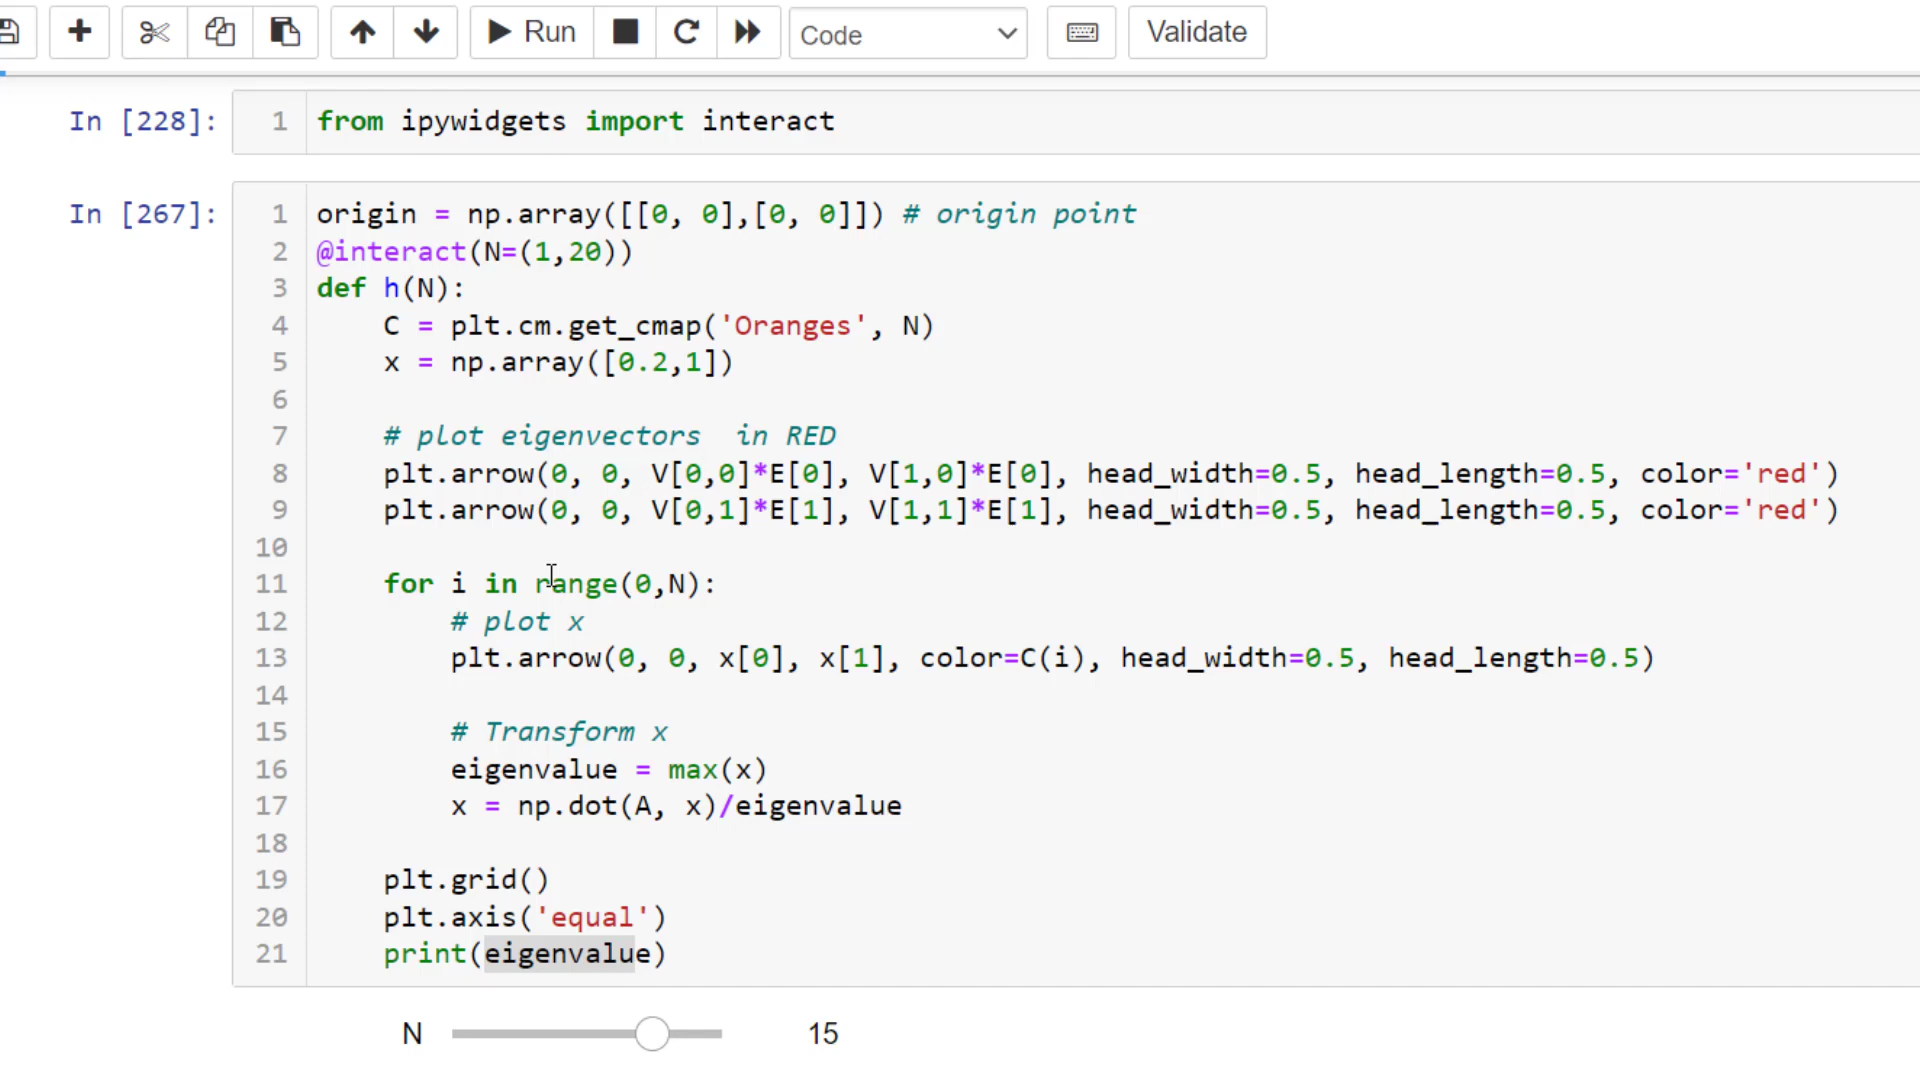 Run Code Validate
In [228]: 1 from ipywidgets import interact
In [267]: 1 origin = np.array([[0, 0],[0, 0]]) # origin point
2 @interact(N=(1,20))
3 def h(N):
4     C = plt.cm.get_cmap('Oranges', N)
5     x = np.array([0.2,1])
6
7     # plot eigenvectors  in RED
8     plt.arrow(0, 0, V[0,0]*E[0], V[1,0]*E[0], head_width=0.5, head_length=0.5, color='red')
9     plt.arrow(0, 0, V[0,1]*E[1], V[1,1]*E[1], head_width=0.5, head_length=0.5, color='red')
10
11     for i in range(0,N):
12         # plot x
13         plt.arrow(0, 0, x[0], x[1], color=C(i), head_width=0.5, head_length=0.5)
14
15         # Transform x
16         eigenvalue = max(x)
17         x = np.dot(A, x)/eigenvalue
18
19     plt.grid()
20     plt.axis('equal')
21     print(eigenvalue)
N 15